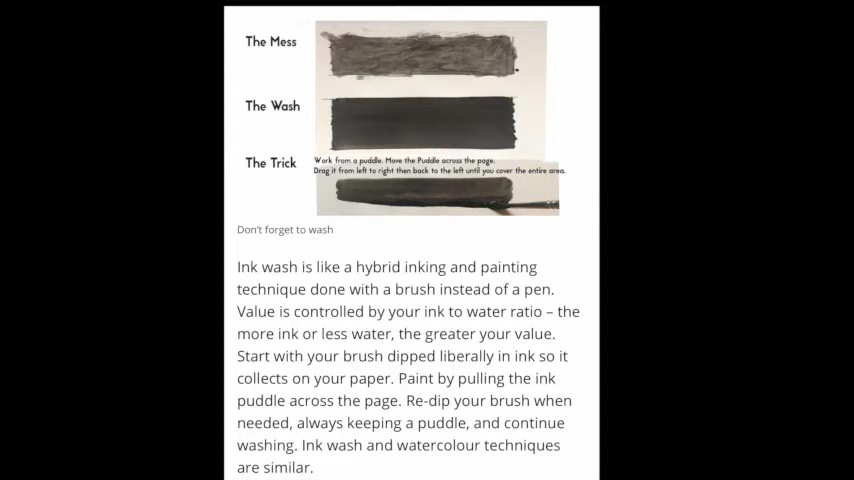 The Mess
The Wash
The Trick
Work from a puddle. Move the Puddle across the page.
Drag it from left to right then back to the left until you cover the entire area.
Don't forget to wash
Ink wash is like a hybrid inking and painting
technique done with a brush instead of a pen.
Value is controlled by your ink to water ratio – the
more ink or less water, the greater your value.
Start with your brush dipped liberally in ink so it
collects on your paper. Paint by pulling the ink
puddle across the page. Re-dip your brush when
needed, always keeping a puddle, and continue
washing. Ink wash and watercolour techniques
are similar.